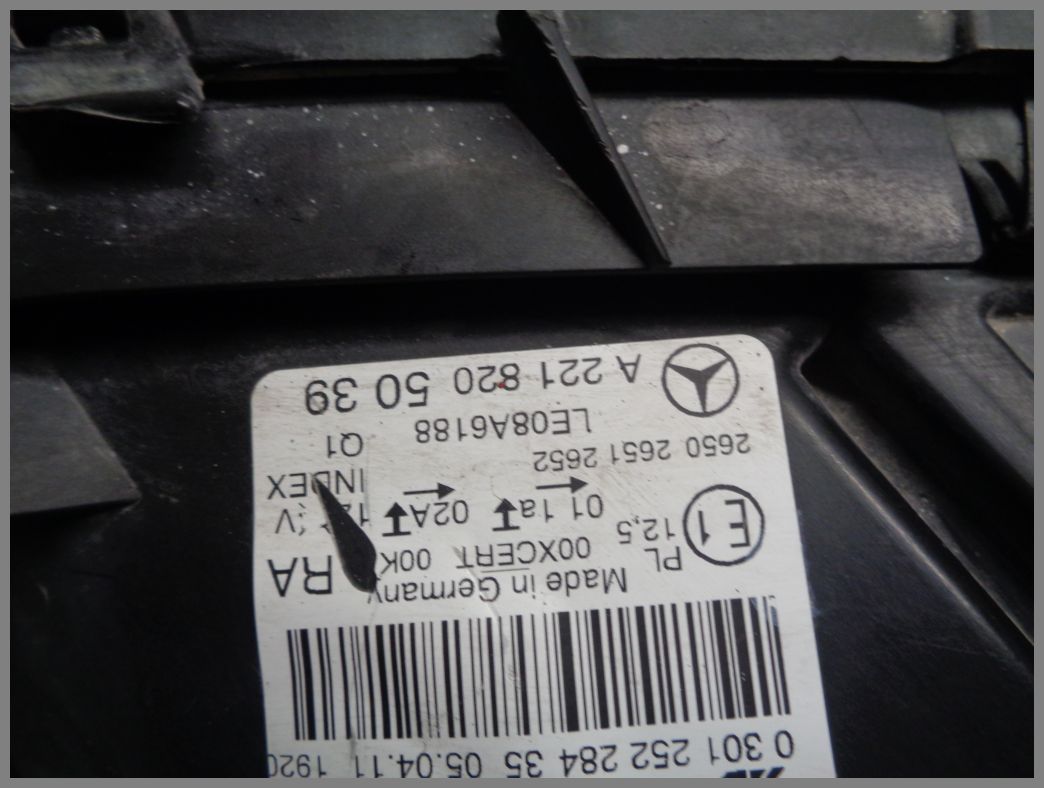 0 301 252 284 35 05.04.11 1920
Made in Germany
RA
PL 00XCERT
E1 12,5 01 1a 02A
INDEX
2650 2651 2652 Q1
LE08A6188
A 221 820 50 39